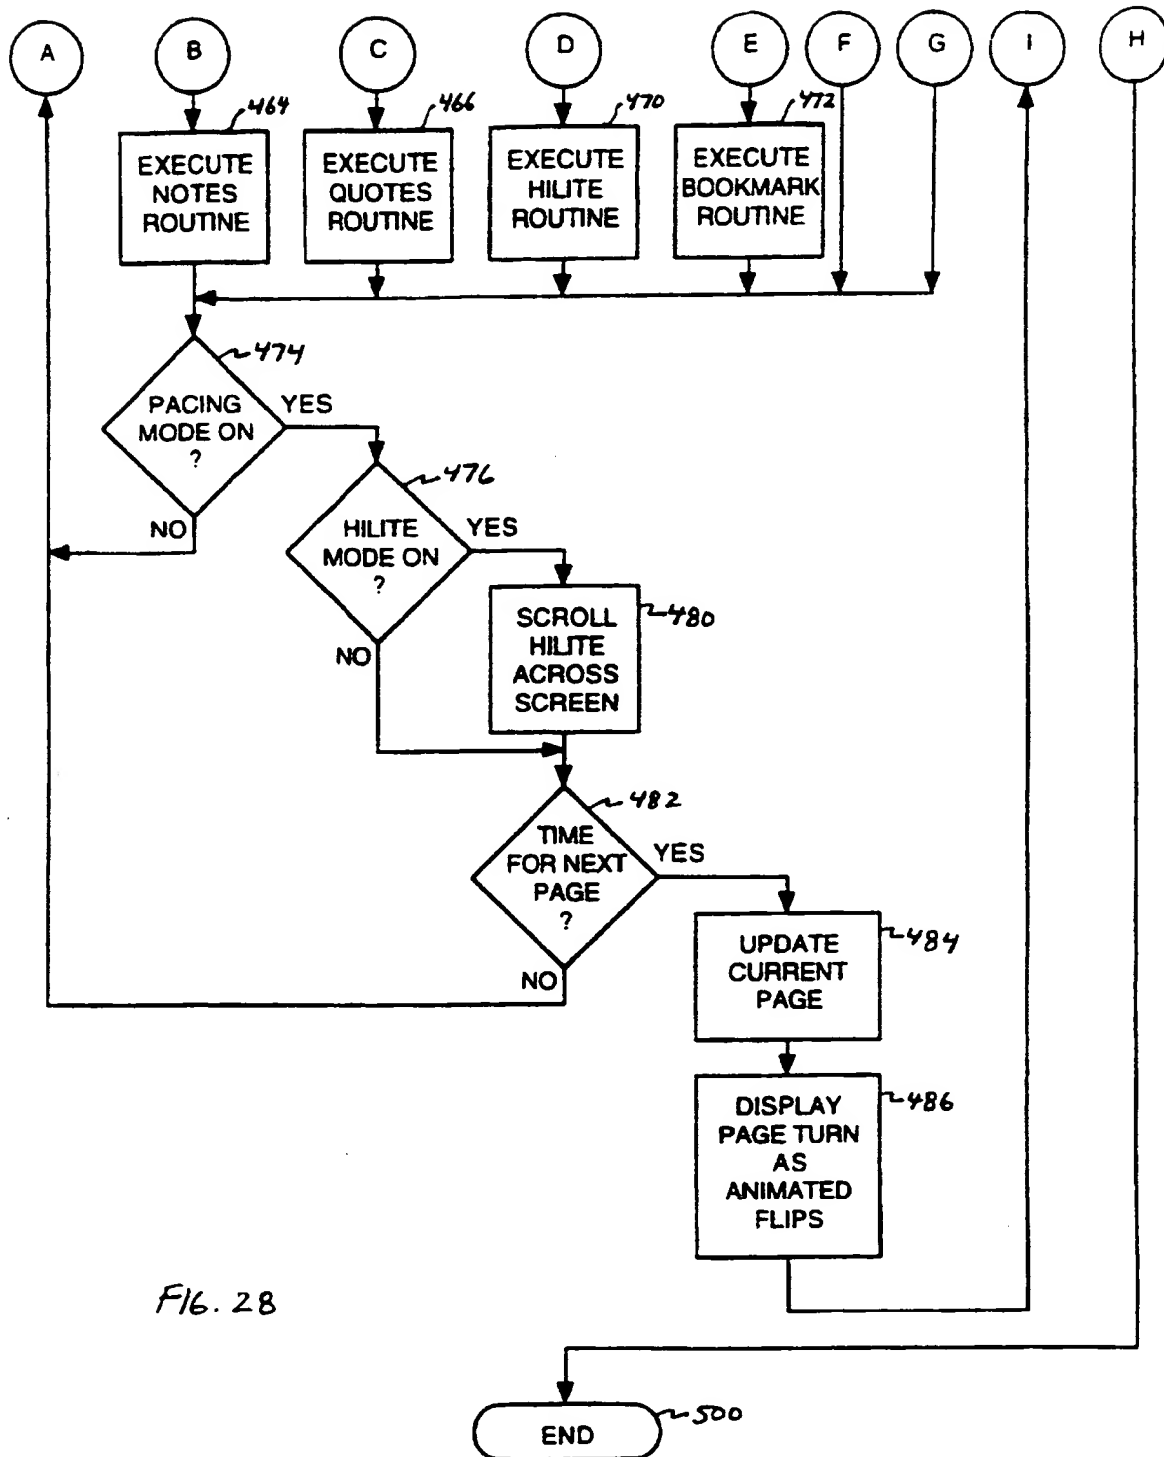 A B C D E F G I H
464 466 470 472
EXECUTE
NOTES
ROUTINE
EXECUTE
QUOTES
ROUTINE
EXECUTE
HILITE
ROUTINE
EXECUTE
BOOKMARK
ROUTINE
474
PACING
MODE ON
?
YES
NO
476
HILITE
MODE ON
?
YES
NO
480
SCROLL
HILITE
ACROSS
SCREEN
482
TIME
FOR NEXT
PAGE
?
YES
NO
484
UPDATE
CURRENT
PAGE
486
DISPLAY
PAGE TURN
AS
ANIMATED
FLIPS
FIG. 28
500
END